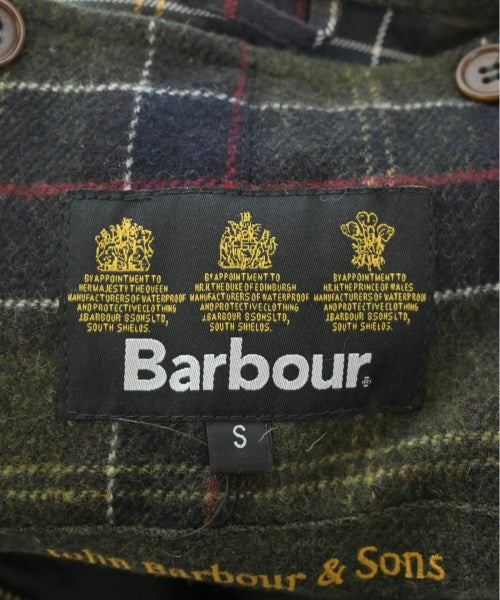 BY APPOINTMENT TO
HER MAJESTY THE QUEEN
MANUFACTURERS OF WATERPROOF
AND PROTECTIVE CLOTHING
J.BARBOUR & SONS LTD,
SOUTH SHIELDS.
BY APPOINTMENT TO
H.R.H. THE DUKE OF EDINBURGH
MANUFACTURERS OF WATERPROOF
AND PROTECTIVE CLOTHING
J.BARBOUR & SONS LTD,
SOUTH SHIELDS.
BY APPOINTMENT TO
H.R.H. THE PRINCE OF WALES
MANUFACTURERS OF WATERPROOF
AND PROTECTIVE CLOTHING
J.BARBOUR & SONS LTD,
SOUTH SHIELDS.
Barbour
S
John Barbour & Sons